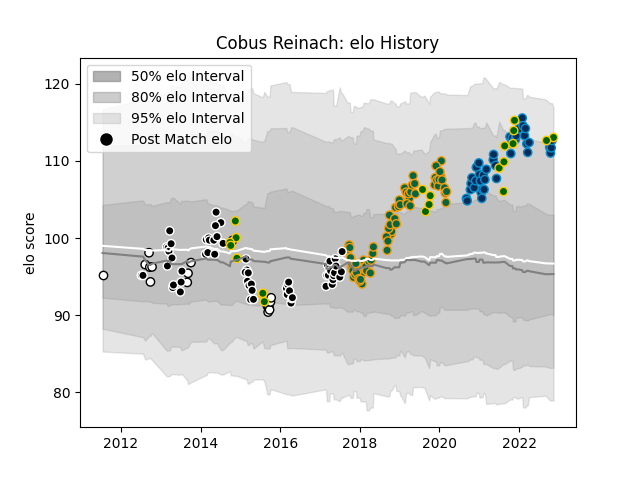 Cobus Reinach: elo History
50% elo Interval
80% elo Interval
95% elo Interval
Post Match elo
elo score
120
110
100
90
80
2012 2014 2016 2018 2020 2022